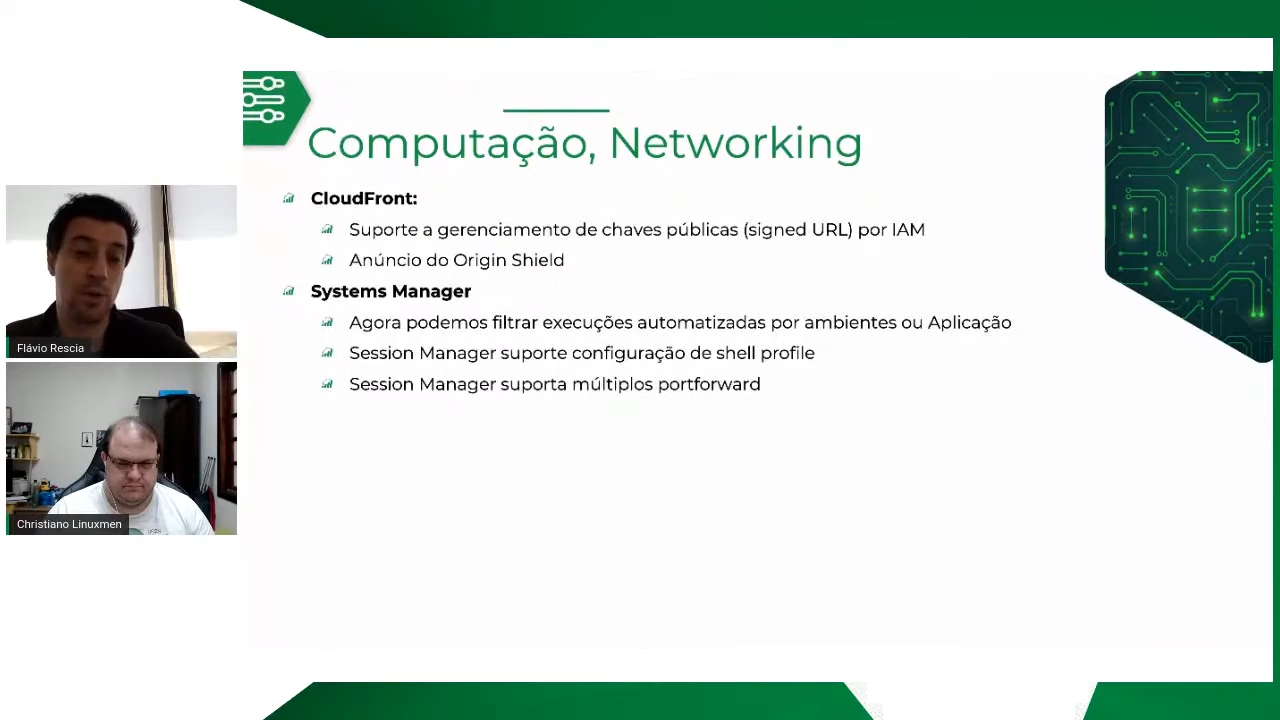 Computação, Networking
CloudFront:
Suporte a gerenciamento de chaves públicas (signed URL) por IAM
Anúncio do Origin Shield
Systems Manager
Agora podemos filtrar execuções automatizadas por ambientes ou Aplicação
Session Manager suporte configuração de shell profile
Session Manager suporta múltiplos portforward
Flávio Rescia
Christiano Linuxmen